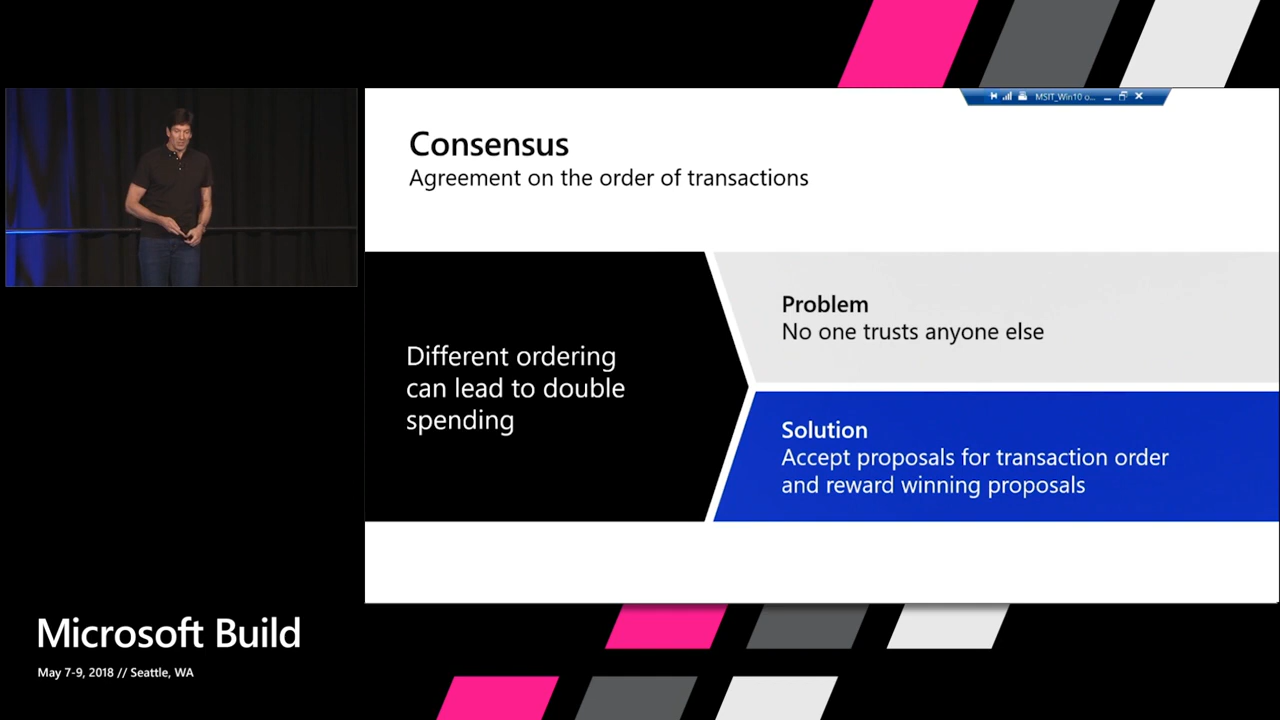 MSIT_Win10 o...
Consensus
Agreement on the order of transactions
Different ordering
can lead to double
spending
Problem
No one trusts anyone else
Solution
Accept proposals for transaction order
and reward winning proposals
Microsoft Build
May 7-9, 2018 // Seattle, WA